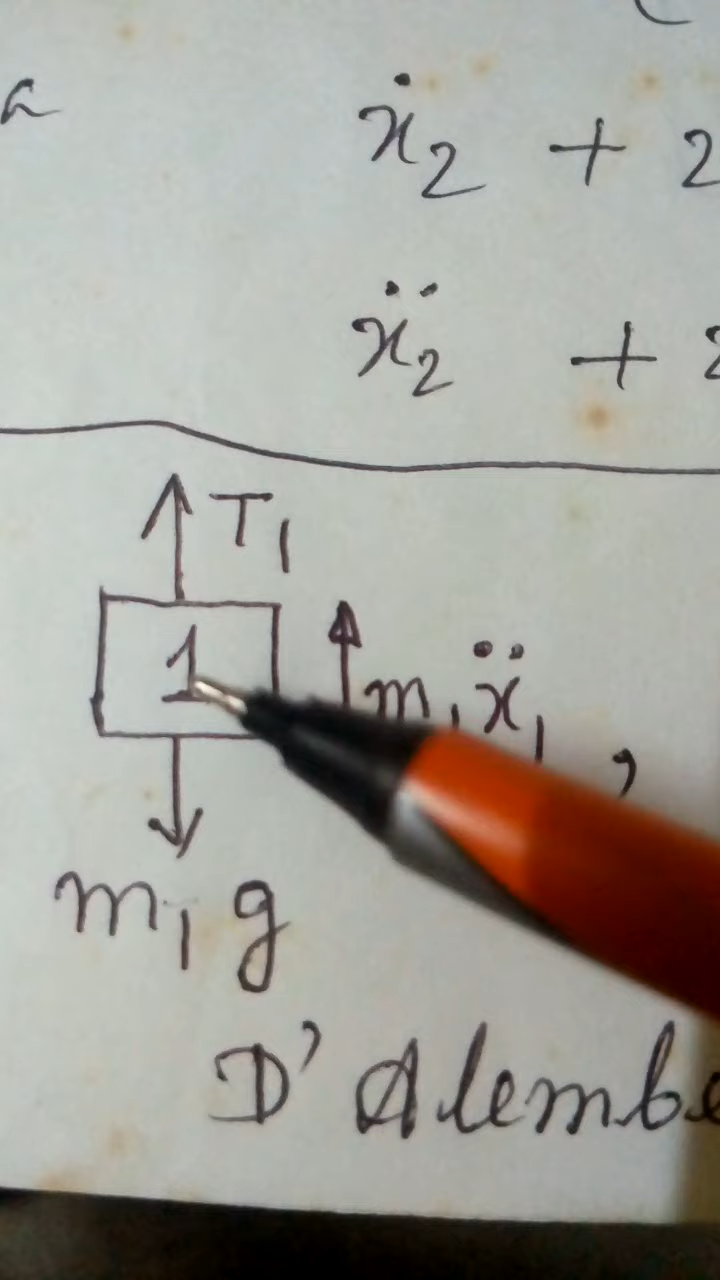 ẋ₂ + 2
ẍ₂ +
T₁
1
m₁ẍ₁,
m₁g
D'Alembe